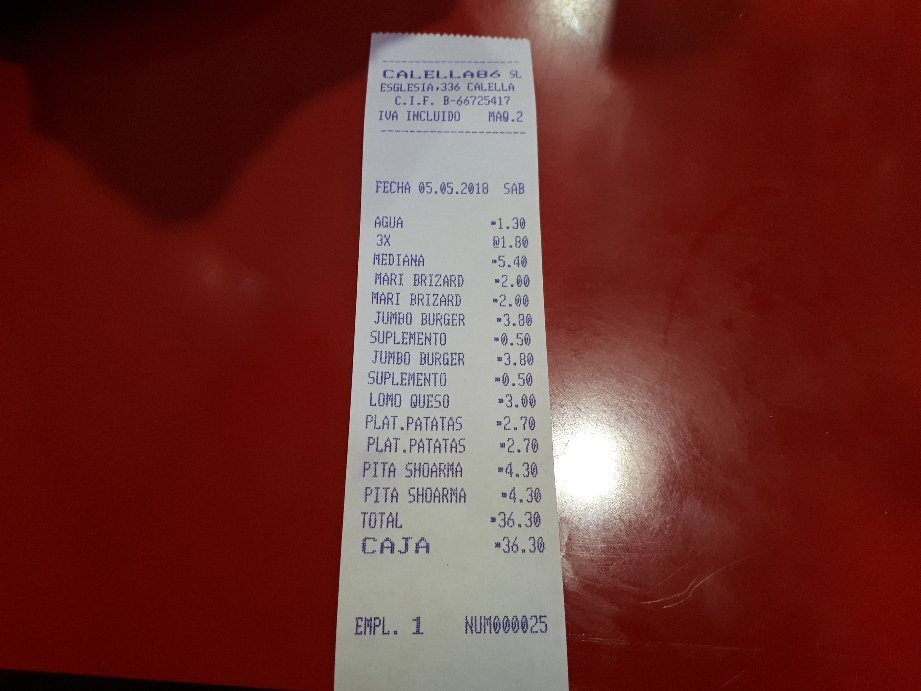 CALELLA86 SL
ESGLESIA,336 CALELLA
C.I.F. B-66725417
IVA INCLUIDO MAQ.2
FECHA 05.05.2018 SAB
AGUA *1.30
3X @1.80
MEDIANA *5.40
MARI BRIZARD *2.00
MARI BRIZARD *2.00
JUMBO BURGER *3.80
SUPLEMENTO *0.50
JUMBO BURGER *3.80
SUPLEMENTO *0.50
LOMO QUESO *3.00
PLAT.PATATAS *2.70
PLAT.PATATAS *2.70
PITA SHOARMA *4.30
PITA SHOARMA *4.30
TOTAL *36.30
CAJA *36.30
EMPL. 1 NUM000025